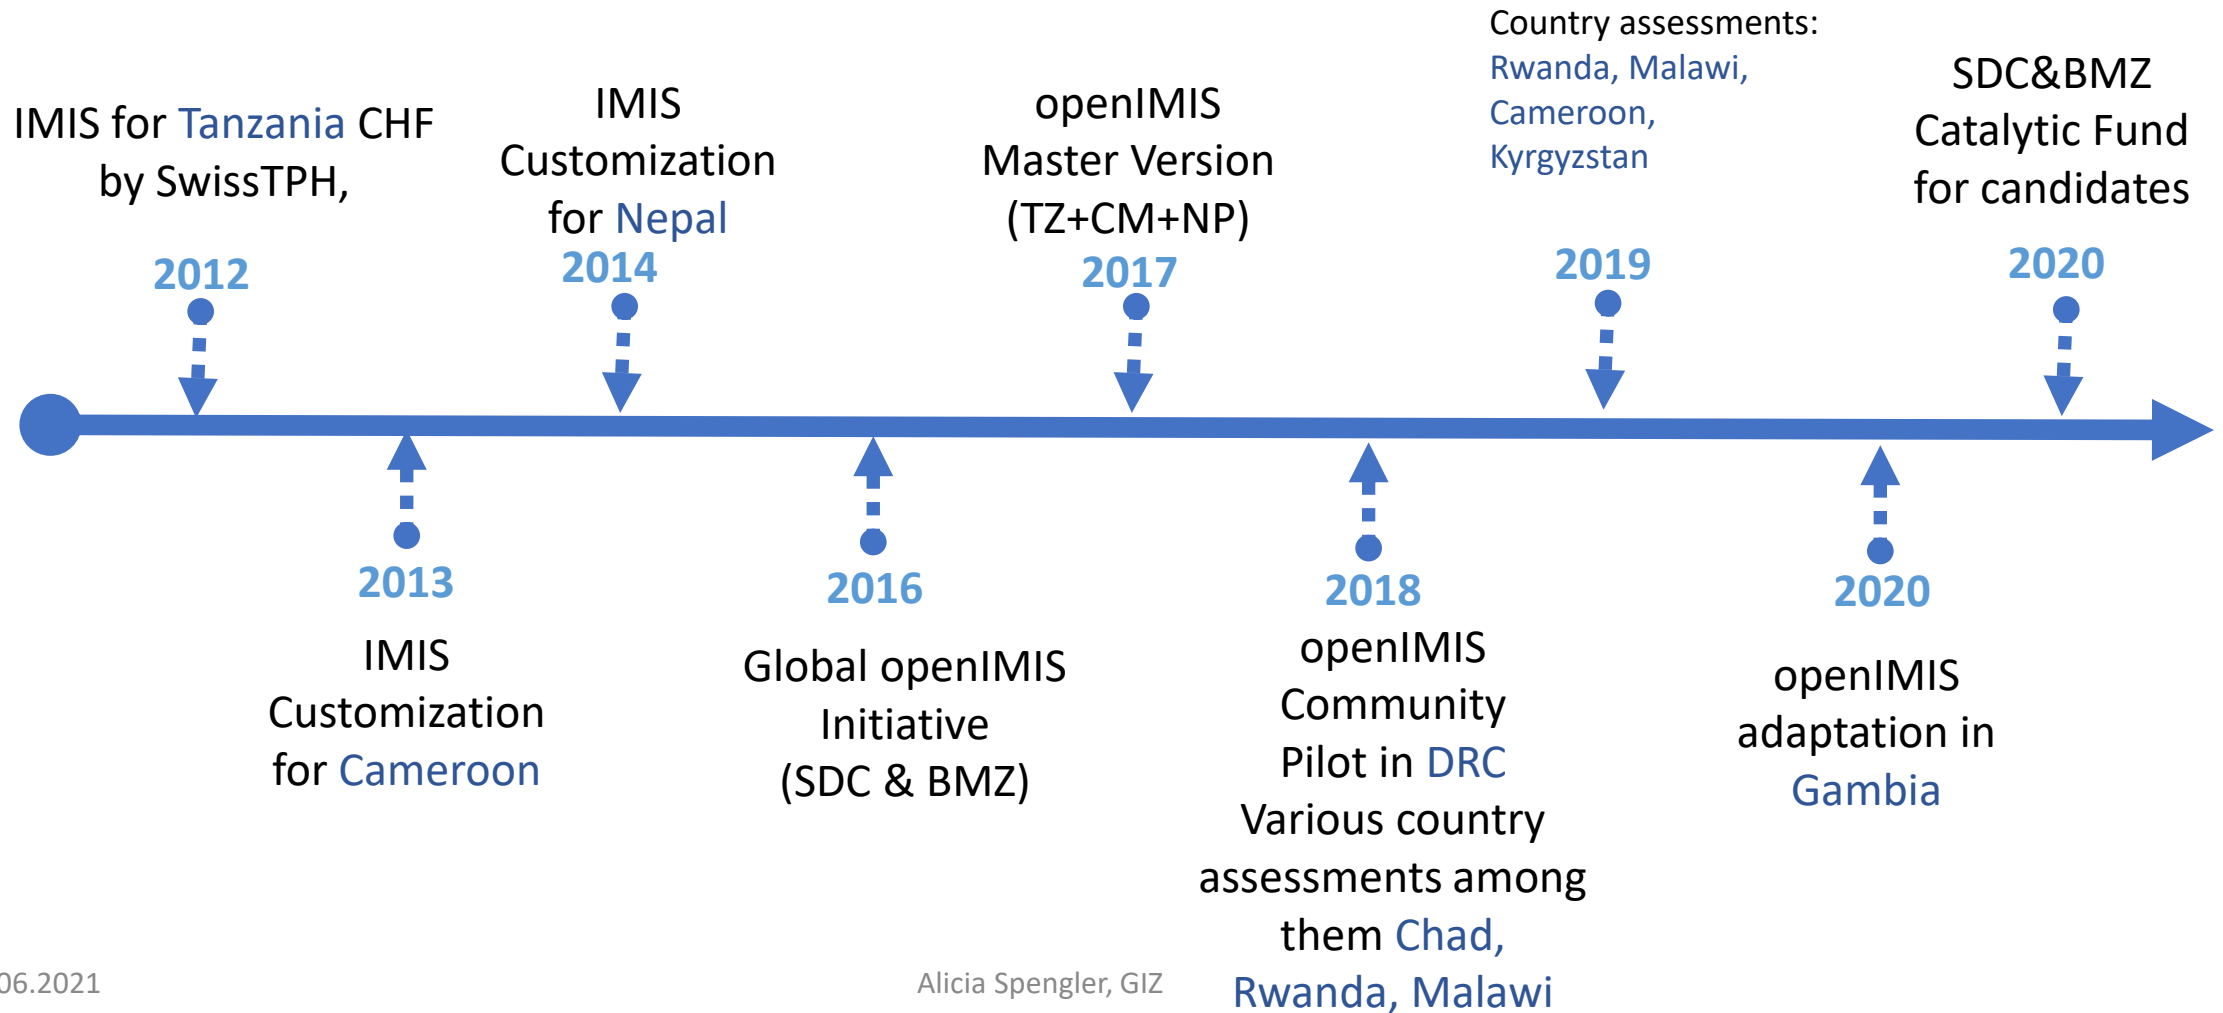 IMIS for Tanzania CHF
by SwissTPH,
2012
IMIS
Customization
for Nepal
2014
openIMIS
Master Version
(TZ+CM+NP)
2017
Country assessments:
Rwanda, Malawi,
Cameroon,
Kyrgyzstan
2019
SDC&BMZ
Catalytic Fund
for candidates
2020
2013
IMIS
Customization
for Cameroon
2016
Global openIMIS
Initiative
(SDC & BMZ)
2018
openIMIS
Community
Pilot in DRC
Various country
assessments among
them Chad,
Rwanda, Malawi
2020
openIMIS
adaptation in
Gambia
06.2021
Alicia Spengler, GIZ